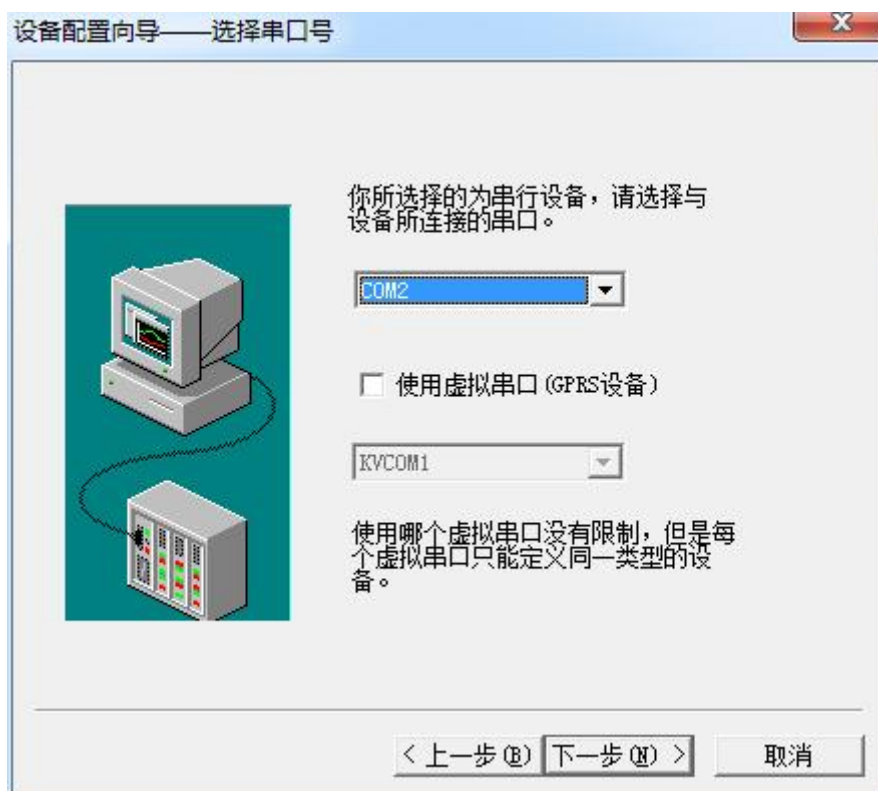 设备配置向导——选择串口号
你所选择的为串行设备，请选择与
设备所连接的串口。
COM2
使用虚拟串口(GPRS设备)
KVCOM1
使用哪个虚拟串口没有限制，但是每
个虚拟串口只能定义同一类型的设
备。
<上一步(B) 下一步(N)> 取消